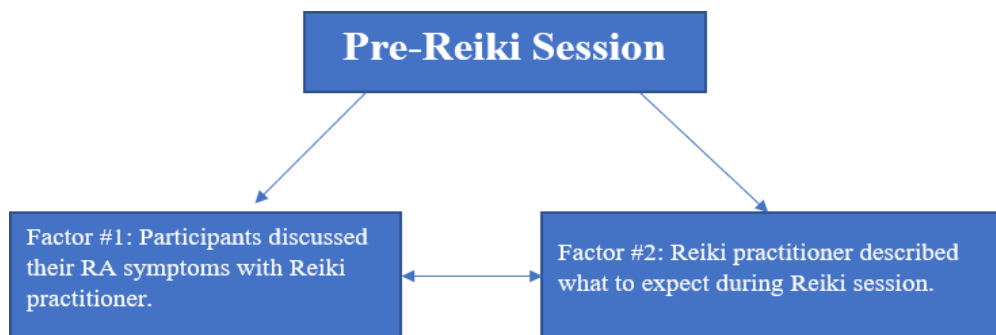 Pre-Reiki Session
Factor #1: Participants discussed
their RA symptoms with Reiki
practitioner.
Factor #2: Reiki practitioner described
what to expect during Reiki session.